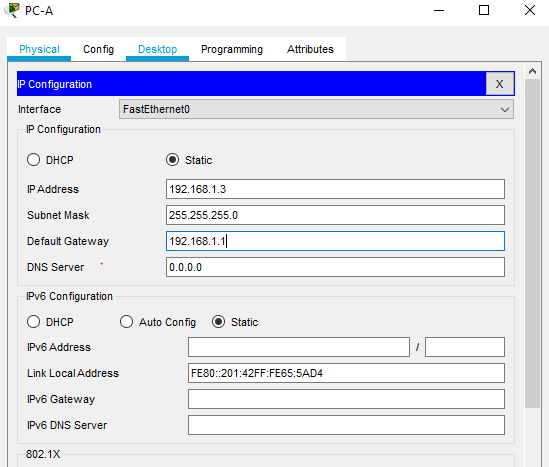 PC-A
Physical Config Desktop Programming Attributes
IP Configuration X
Interface FastEthernet0
IP Configuration
DHCP Static
IP Address 192.168.1.3
Subnet Mask 255.255.255.0
Default Gateway 192.168.1.1
DNS Server 0.0.0.0
IPv6 Configuration
DHCP Auto Config Static
IPv6 Address /
Link Local Address FE80::201:42FF:FE65:5AD4
IPv6 Gateway
IPv6 DNS Server
802.1X